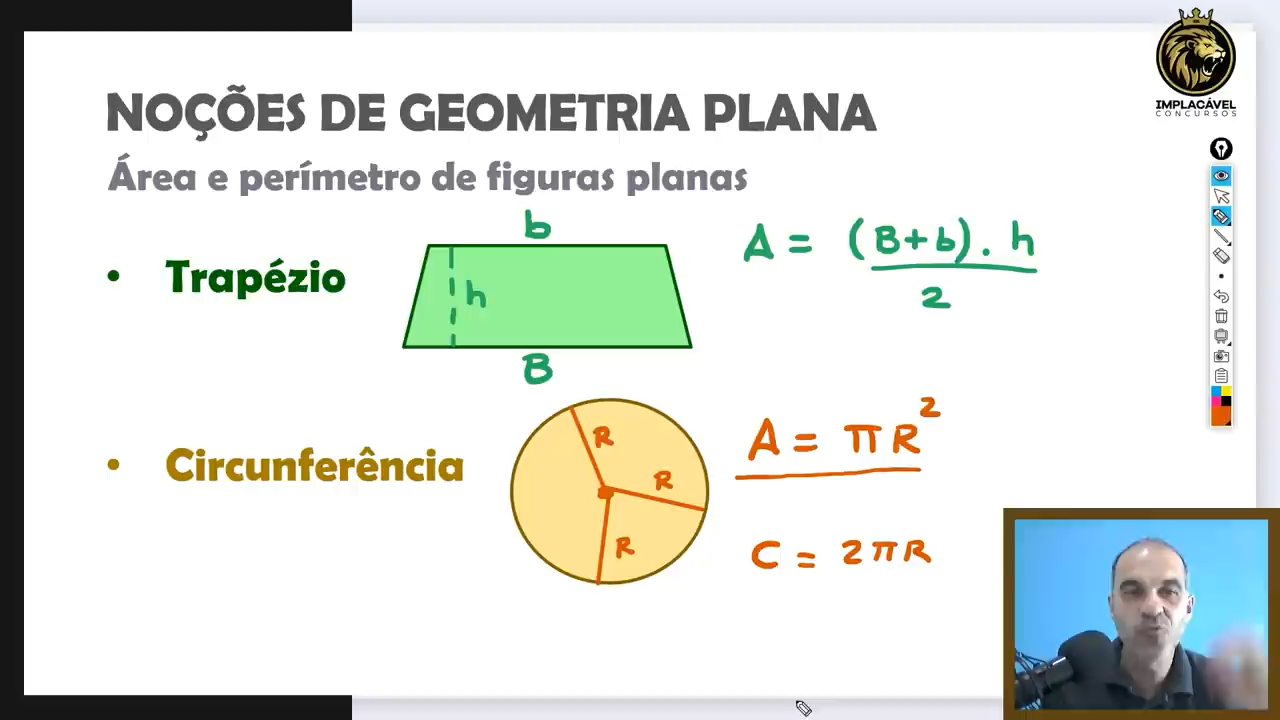 IMPLACÁVEL
CONCURSOS
NOÇÕES DE GEOMETRIA PLANA
Área e perímetro de figuras planas
• Trapézio
b
h
B
A = (B+b) . h
2
• Circunferência
R
R
R
A = πR²
C = 2πR